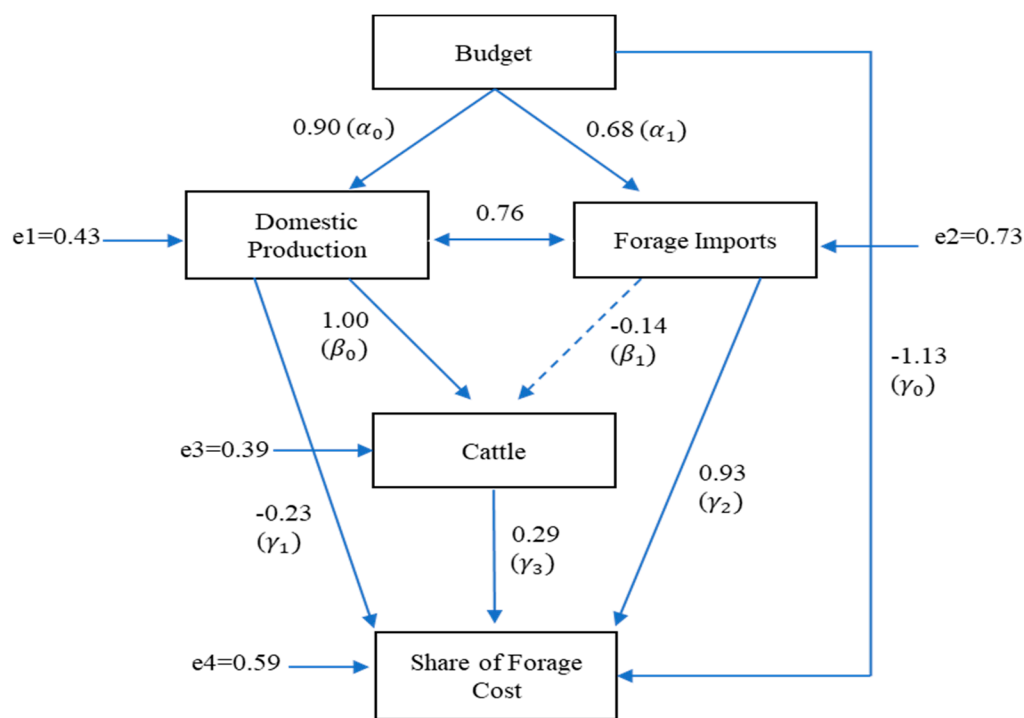 Budget
0.90 (α₀)
0.68 (α₁)
Domestic
Production
0.76
Forage Imports
e1=0.43
e2=0.73
1.00
(β₀)
-0.14
(β₁)
-1.13
(γ₀)
Cattle
e3=0.39
0.93
(γ₂)
-0.23
(γ₁)
0.29
(γ₃)
Share of Forage
Cost
e4=0.59